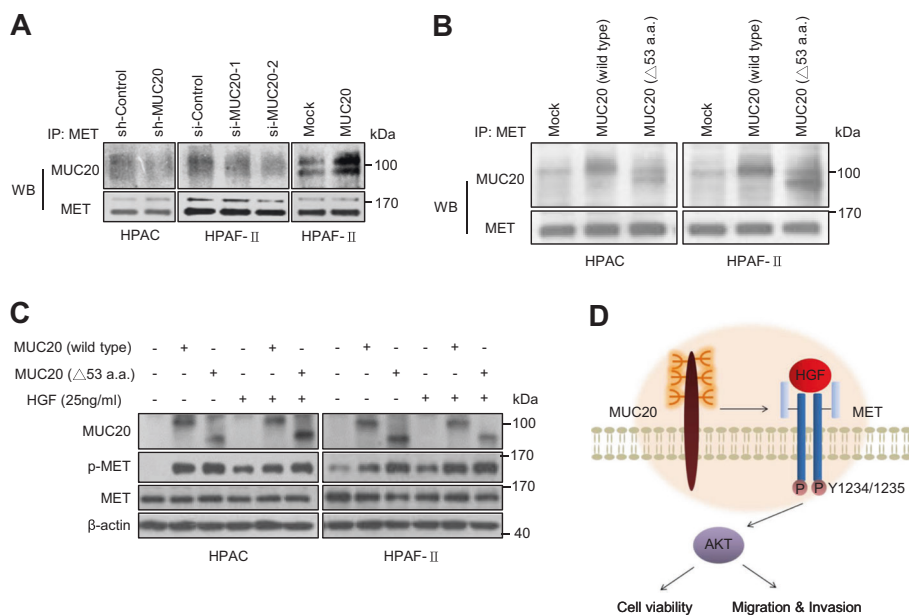 A
IP: MET
sh-Control
sh-MUC20
si-Control
si-MUC20-1
si-MUC20-2
Mock
MUC20
kDa
WB
MUC20
100
MET
170
HPAC
HPAF-Ⅱ
HPAF-Ⅱ
B
IP: MET
Mock
MUC20 (wild type)
MUC20 (△53 a.a.)
Mock
MUC20 (wild type)
MUC20 (△53 a.a.)
kDa
WB
MUC20
100
170
MET
HPAC
HPAF-Ⅱ
C
MUC20 (wild type) - + - - + - - + - - + -
MUC20 (△53 a.a.) - - + - - + - - + - - +
HGF (25ng/ml) - - - + + + - - - + + +
kDa
MUC20
100
p-MET
170
MET
170
β-actin
40
HPAC
HPAF-Ⅱ
D
HGF
MUC20
MET
P P Y1234/1235
AKT
Cell viability
Migration & Invasion